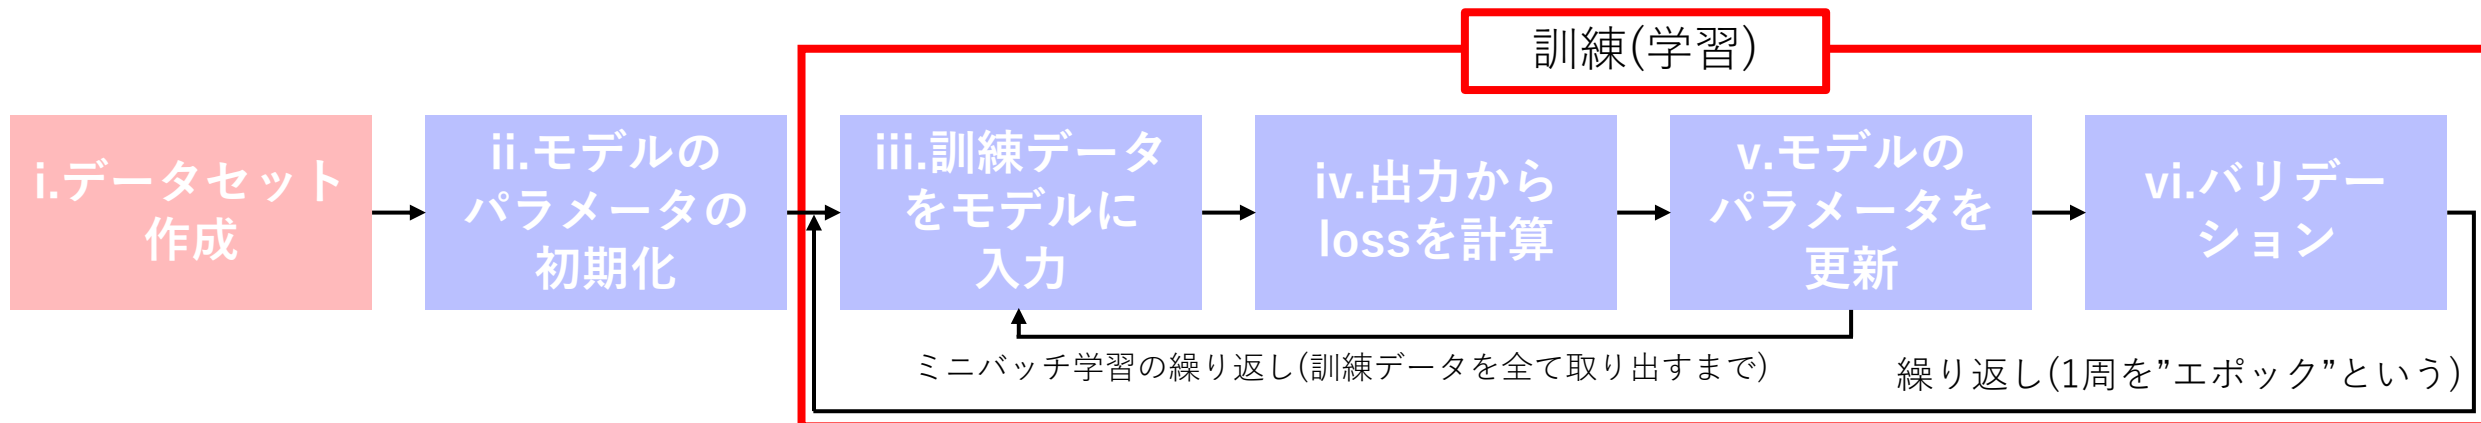 訓練(学習)
i.データセット
作成
ii.モデルの
パラメータの
初期化
iii.訓練データ
をモデルに
入力
iv.出力から
lossを計算
v.モデルの
パラメータを
更新
vi.バリデー
ション
ミニバッチ学習の繰り返し(訓練データを全て取り出すまで)
繰り返し(1周を”エポック”という)